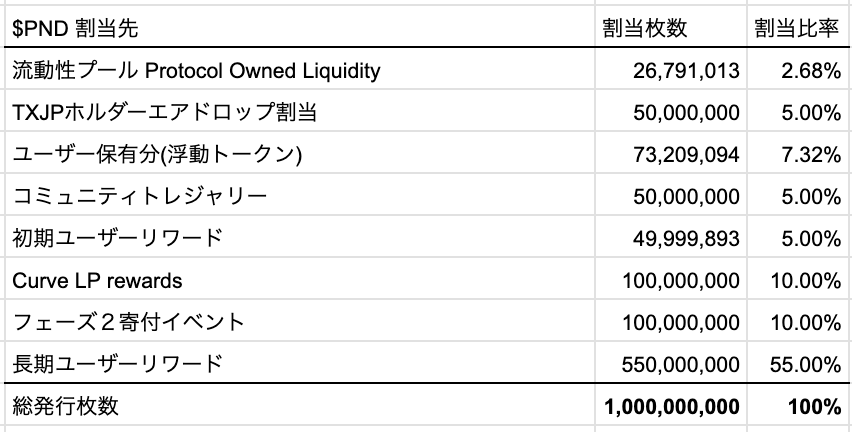 $PND 割当先 割当枚数 割当比率
流動性プール Protocol Owned Liquidity 26,791,013 2.68%
TXJPホルダーエアドロップ割当 50,000,000 5.00%
ユーザー保有分(浮動トークン) 73,209,094 7.32%
コミュニティトレジャリー 50,000,000 5.00%
初期ユーザーリワード 49,999,893 5.00%
Curve LP rewards 100,000,000 10.00%
フェーズ２寄付イベント 100,000,000 10.00%
長期ユーザーリワード 550,000,000 55.00%
総発行枚数 1,000,000,000 100%